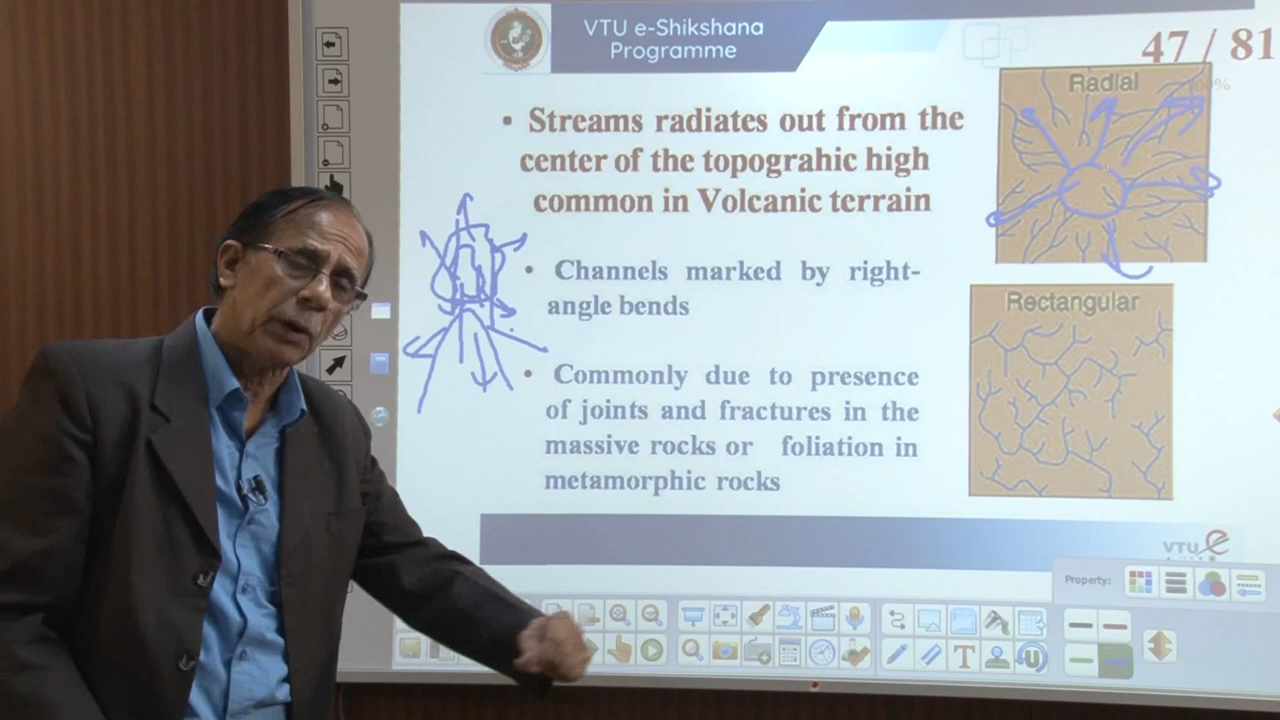 VTU e-Shikshana
Programme
47 / 81
100%
• Streams radiates out from the
center of the topograhic high
common in Volcanic terrain
Radial
• Channels marked by right-
angle bends
Rectangular
• Commonly due to presence
of joints and fractures in the
massive rocks or foliation in
metamorphic rocks
VTU e
Property: